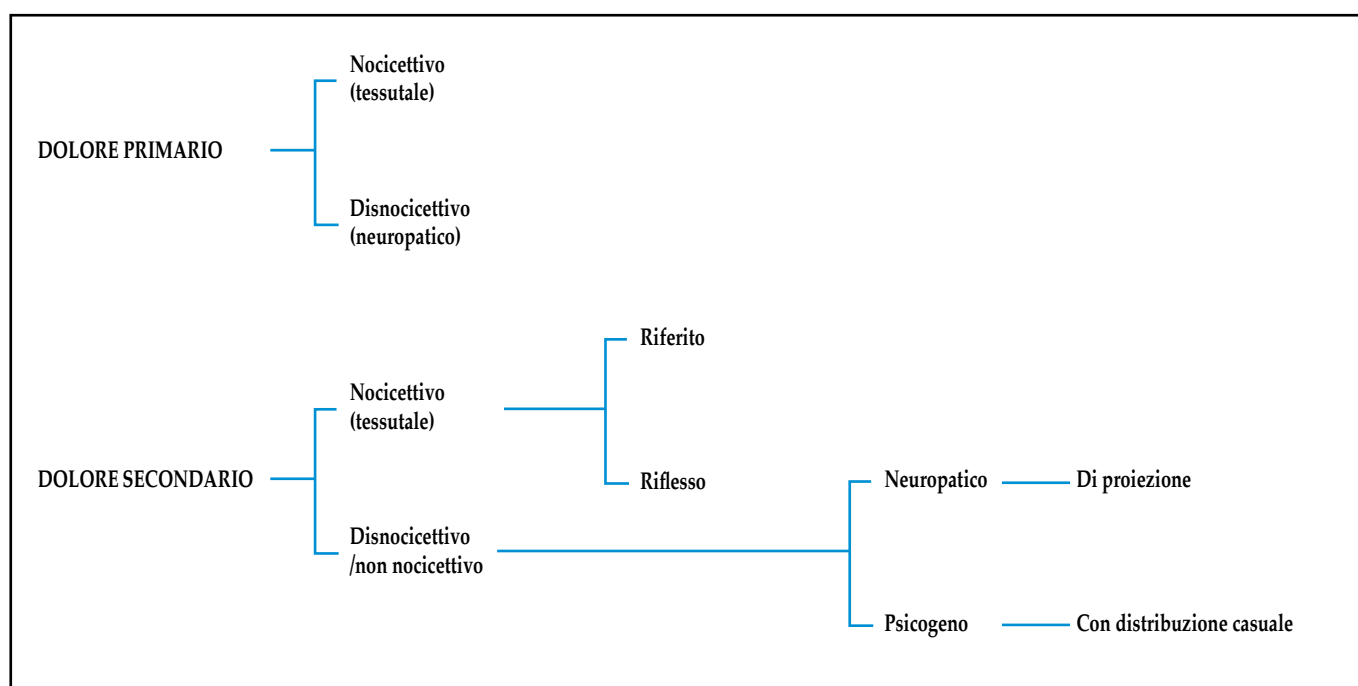 Nocicettivo
(tessutale)
DOLORE PRIMARIO
Disnocicettivo
(neuropatico)
Riferito
Nocicettivo
(tessutale)
DOLORE SECONDARIO
Riflesso
Neuropatico
Di proiezione
Disnocicettivo
/non nocicettivo
Psicogeno
Con distribuzione casuale